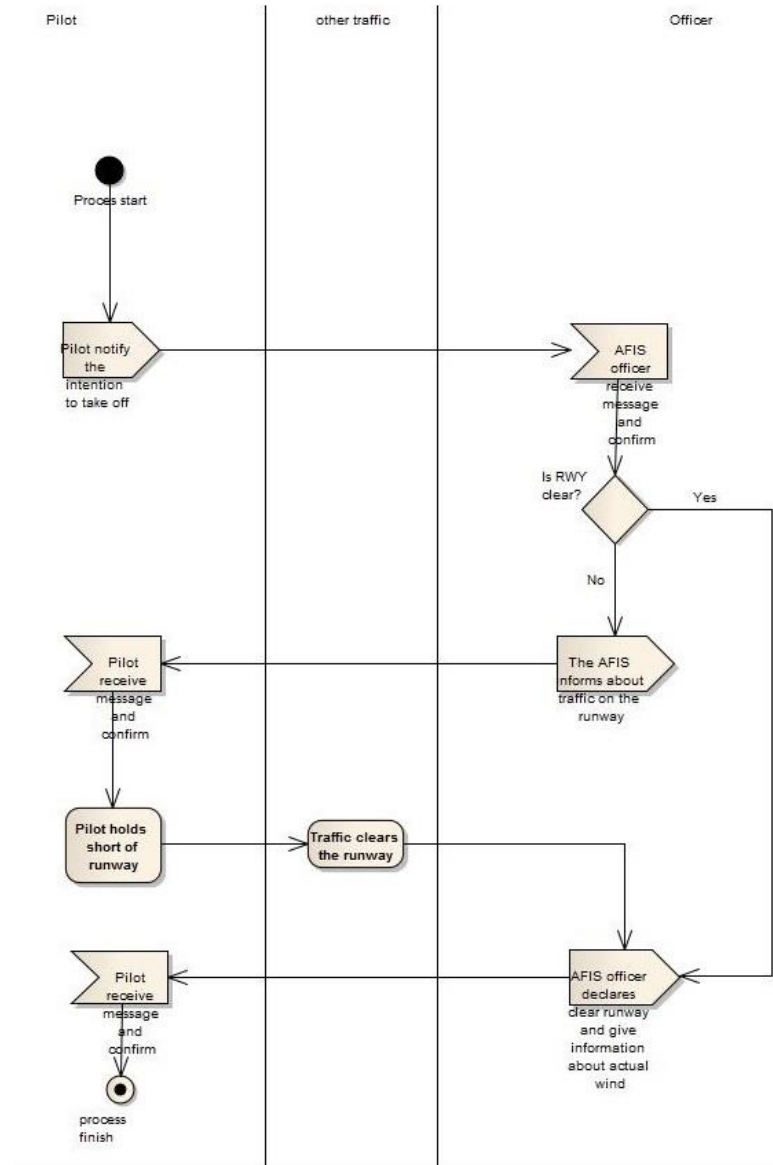 Pilot
other traffic
Officer
Proces start
Pilot notify
the
intention
to take off
AFIS
officer
receive
message
and
confirm
Is RWY
clear?
Yes
No
The AFIS
nforms about
traffic on the
runway
Pilot
receive
message
and
confirm
Pilot holds
short of
runway
Traffic clears
the runway
AFIS officer
declares
clear runway
and give
information
about actual
wind
Pilot
receive
message
and
confirm
process
finish